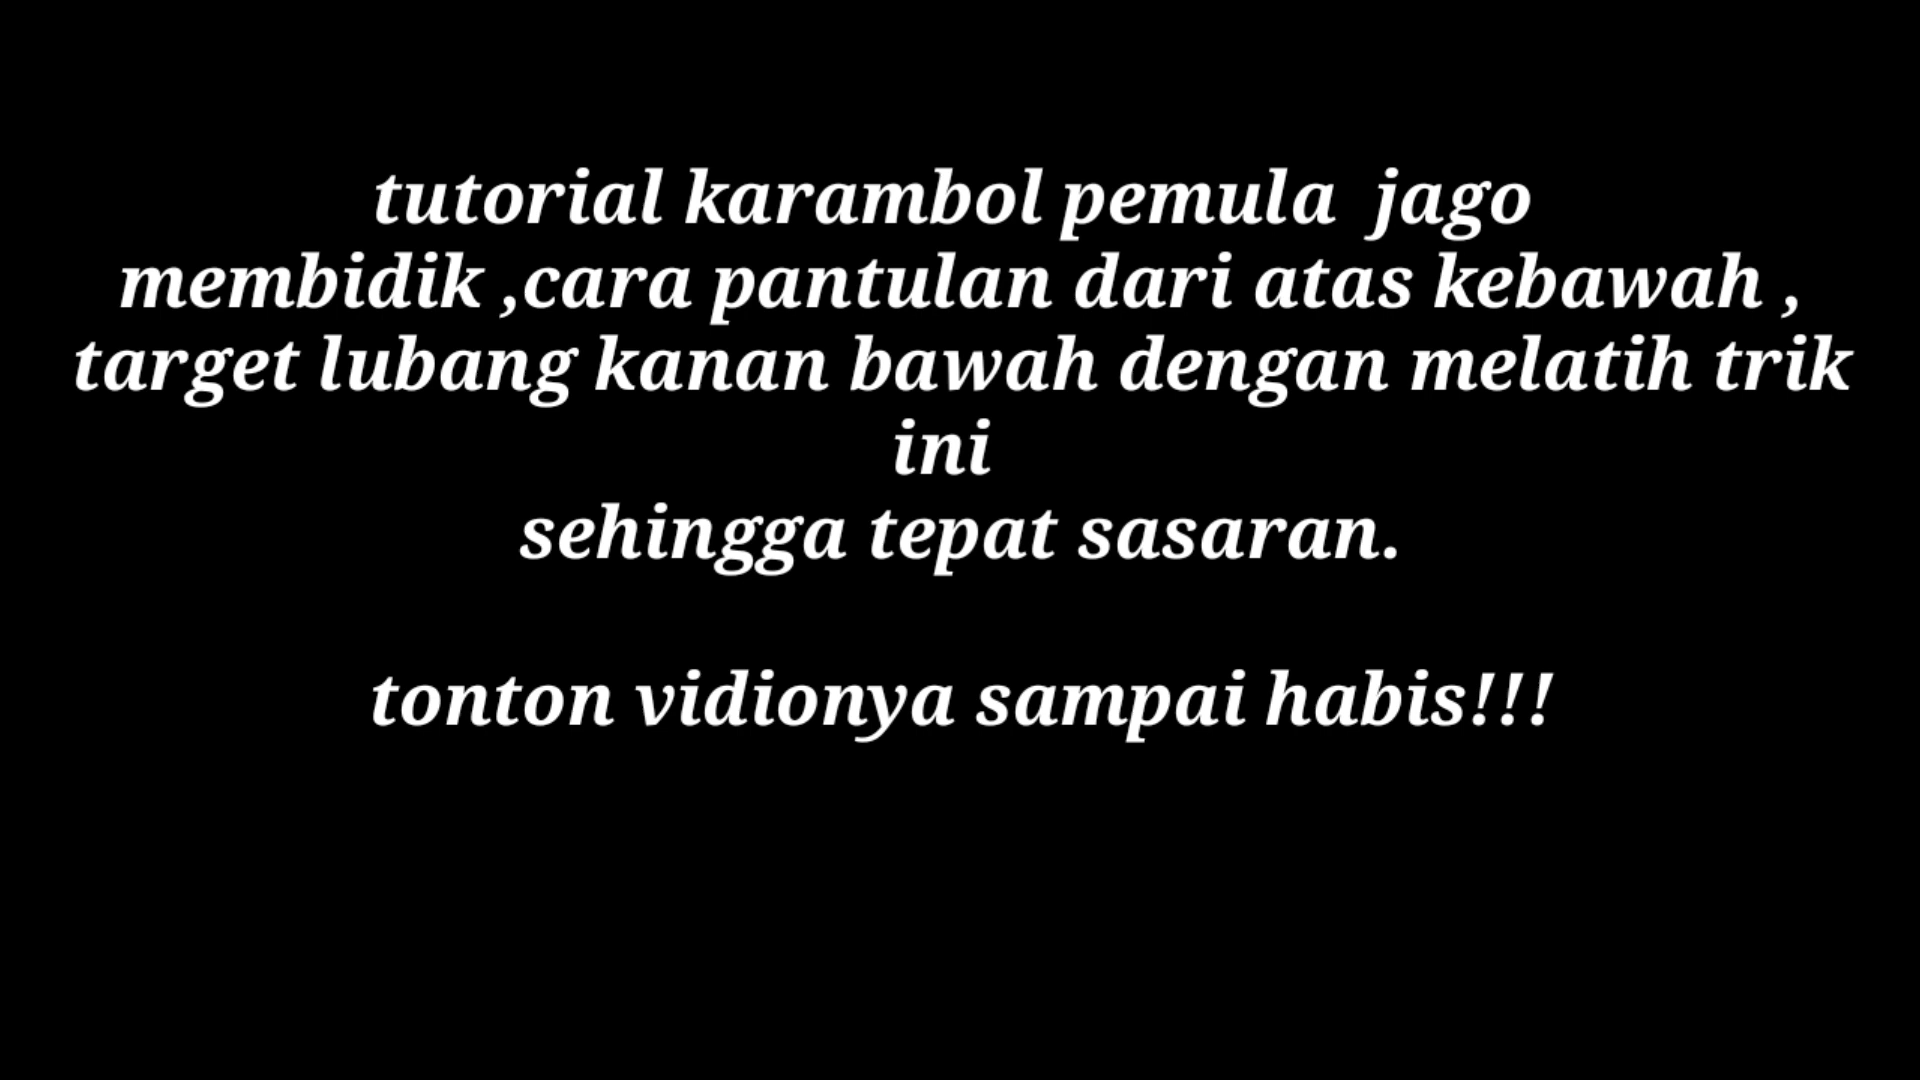 tutorial karambol pemula  jago
membidik ,cara pantulan dari atas kebawah ,
target lubang kanan bawah dengan melatih trik
ini
sehingga tepat sasaran.
tonton vidionya sampai habis!!!